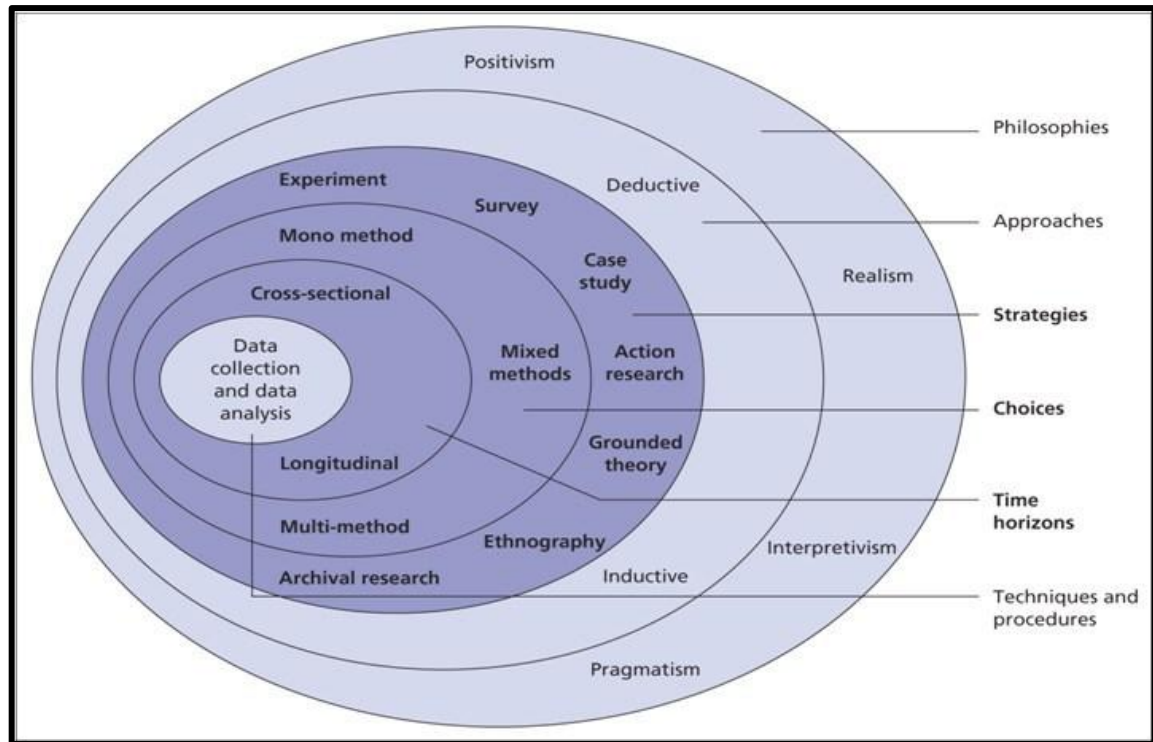 Positivism
Philosophies
Experiment
Deductive
Survey
Approaches
Mono method
Case
study
Realism
Cross-sectional
Strategies
Data
collection
and data
analysis
Mixed
methods
Action
research
Choices
Grounded
theory
Longitudinal
Time
horizons
Multi-method
Ethnography
Interpretivism
Archival research
Inductive
Techniques and
procedures
Pragmatism